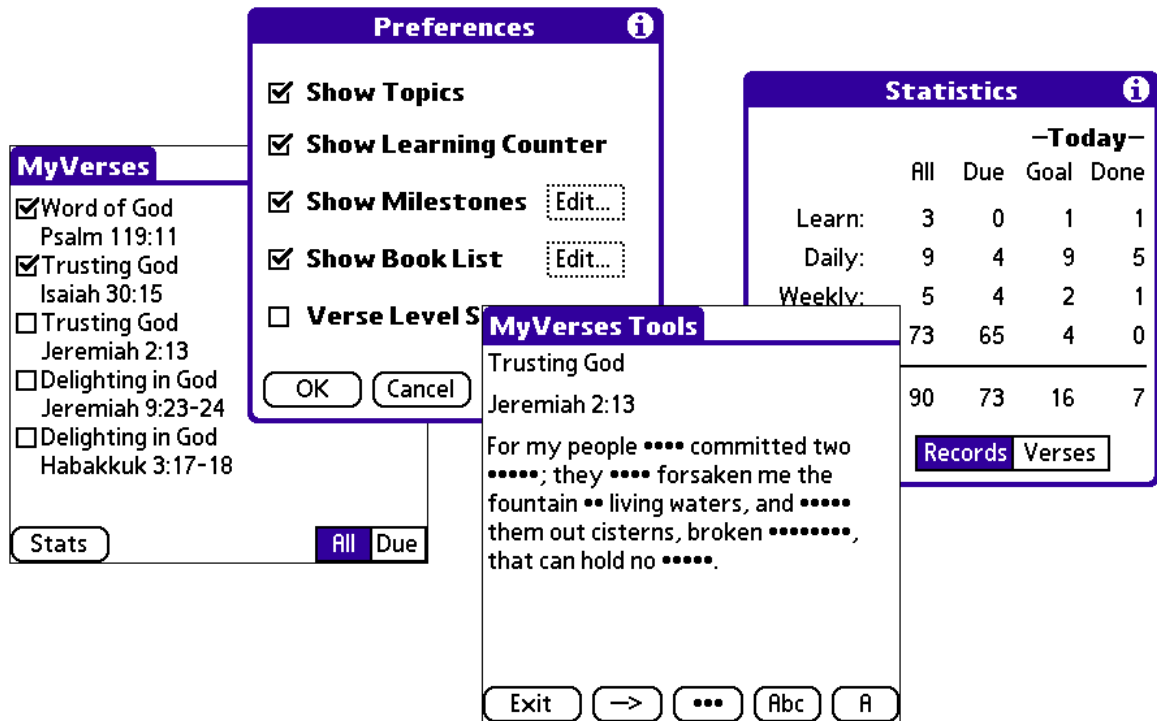 Preferences
Show Topics
Show Learning Counter
Show Milestones Edit...
Show Book List Edit...
Verse Level S
OK Cancel
Statistics
–Today–
All Due Goal Done
Learn: 3 0 1 1
Daily: 9 4 9 5
Weekly: 5 4 2 1
73 65 4 0
90 73 16 7
Records Verses
MyVerses
Word of God
Psalm 119:11
Trusting God
Isaiah 30:15
Trusting God
Jeremiah 2:13
Delighting in God
Jeremiah 9:23-24
Delighting in God
Habakkuk 3:17-18
Stats All Due
MyVerses Tools
Trusting God
Jeremiah 2:13
For my people •••• committed two
•••••; they •••• forsaken me the
fountain •• living waters, and •••••
them out cisterns, broken ••••••••,
that can hold no •••••.
Exit –> ••• Abc A